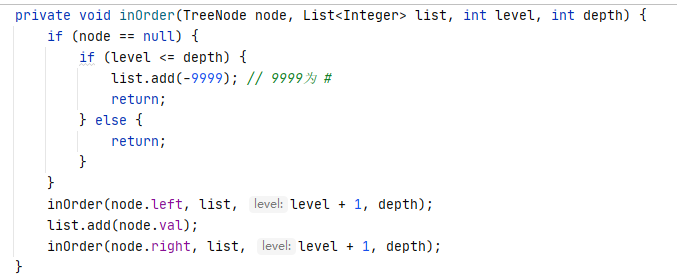 private void inOrder(TreeNode node, List<Integer> list, int level, int depth) {
    if (node == null) {
        if (level <= depth) {
            list.add(-9999); // 9999为 #
            return;
        } else {
            return;
        }
    }
    inOrder(node.left, list, level: level + 1, depth);
    list.add(node.val);
    inOrder(node.right, list, level: level + 1, depth);
}